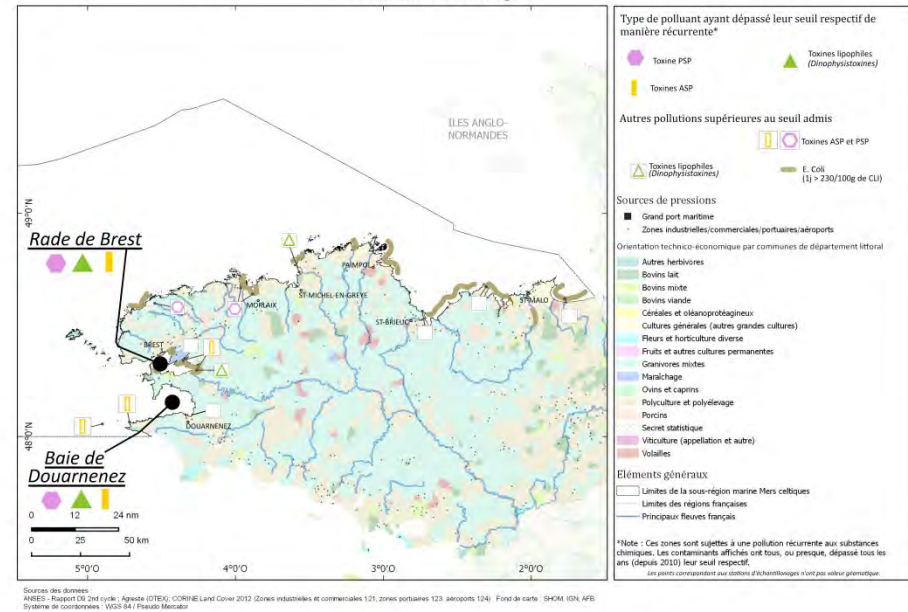 ILES ANGLO-
NORMANDES
49°0'N
Rade de Brest
PAIMPOL
ST-MICHEL-EN-GREVE
MORLAIX
ST-MALO
ST-BRIEUC
BREST
48°0'N
DOUARNENEZ
Baie de
Douarnenez
0 12 24 nm
0 25 50 km
5°0'O 4°0'O 3°0'O 2°0'O
Type de polluant ayant dépassé leur seuil respectif de
manière récurrente*
Toxine PSP
Toxines lipophiles
(Dinophysistoxines)
Toxines ASP
Autres pollutions supérieures au seuil admis
Toxines ASP et PSP
Toxines lipophiles
(Dinophysistoxines)
E. Coli
(1j > 230/100g de CLI)
Sources de pressions
Grand port maritime
Zones industrielles/commerciales/portuaires/aéroports
Orientation technico-économique par communes de département littoral
Autres herbivores
Bovins lait
Bovins mixte
Bovins viande
Céréales et oléoprotéagineux
Cultures générales (autres grandes cultures)
Fleurs et horticulture diverse
Fruits et autres cultures permanentes
Granivores mixtes
Maraîchage
Ovins et caprins
Polyculture et polyélevage
Porcins
Secret statistique
Viticulture (appellation et autre)
Volailles
Eléments généraux
Limites de la sous-région marine Mers celtiques
Limites des régions françaises
Principaux fleuves français
*Note : Ces zones sont sujettes à une pollution récurrente aux substances
chimiques. Les contaminants affichés ont tous, ou presque, dépassé tous les
ans (depuis 2010) leur seuil respectif.
Les points correspondant aux stations d'échantillonages n'ont pas valeur géometique.
Sources des données :
ANSES - Rapport D9 2nd cycle ; Agreste (OTEX); CORINE Land Cover 2012 (Zones industrielles et commerciales 121, zones portuaires 123, aéroports 124) Fond de carte : SHOM, IGN, AFB
Système de coordonnées : WGS 84 / Pseudo Mercator